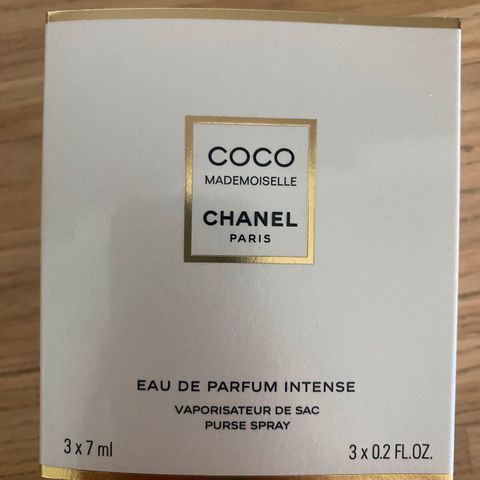 COCO
MADEMOISELLE
CHANEL
PARIS
EAU DE PARFUM INTENSE
VAPORISATEUR DE SAC
PURSE SPRAY
3 x 7 ml
3 x 0.2 FL.OZ.